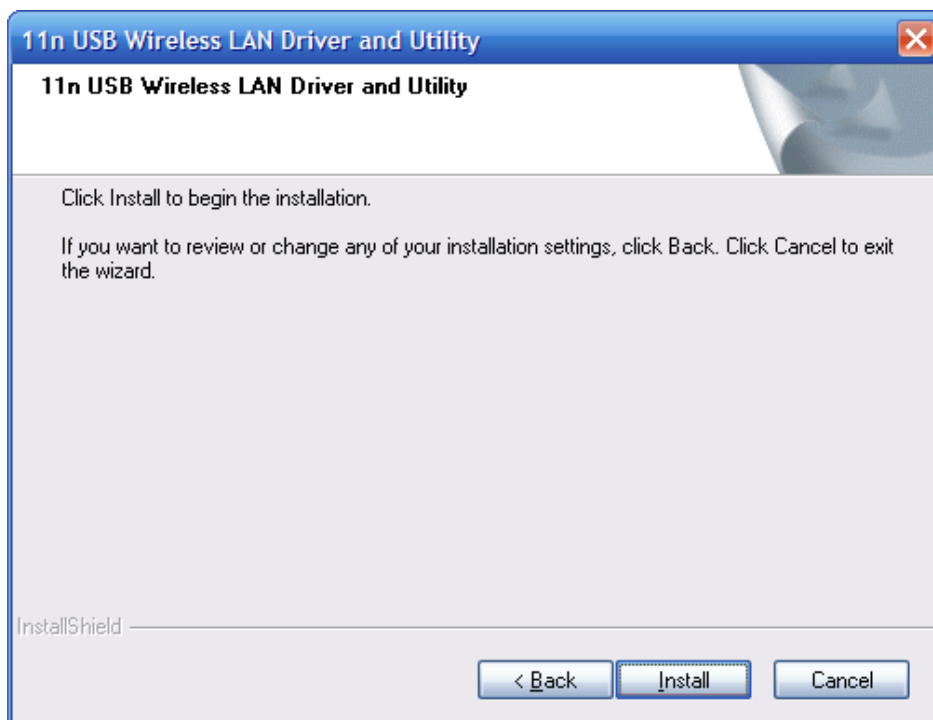 11n USB Wireless LAN Driver and Utility
11n USB Wireless LAN Driver and Utility
Click Install to begin the installation.
If you want to review or change any of your installation settings, click Back. Click Cancel to exit
the wizard.
InstallShield
< Back
Install
Cancel